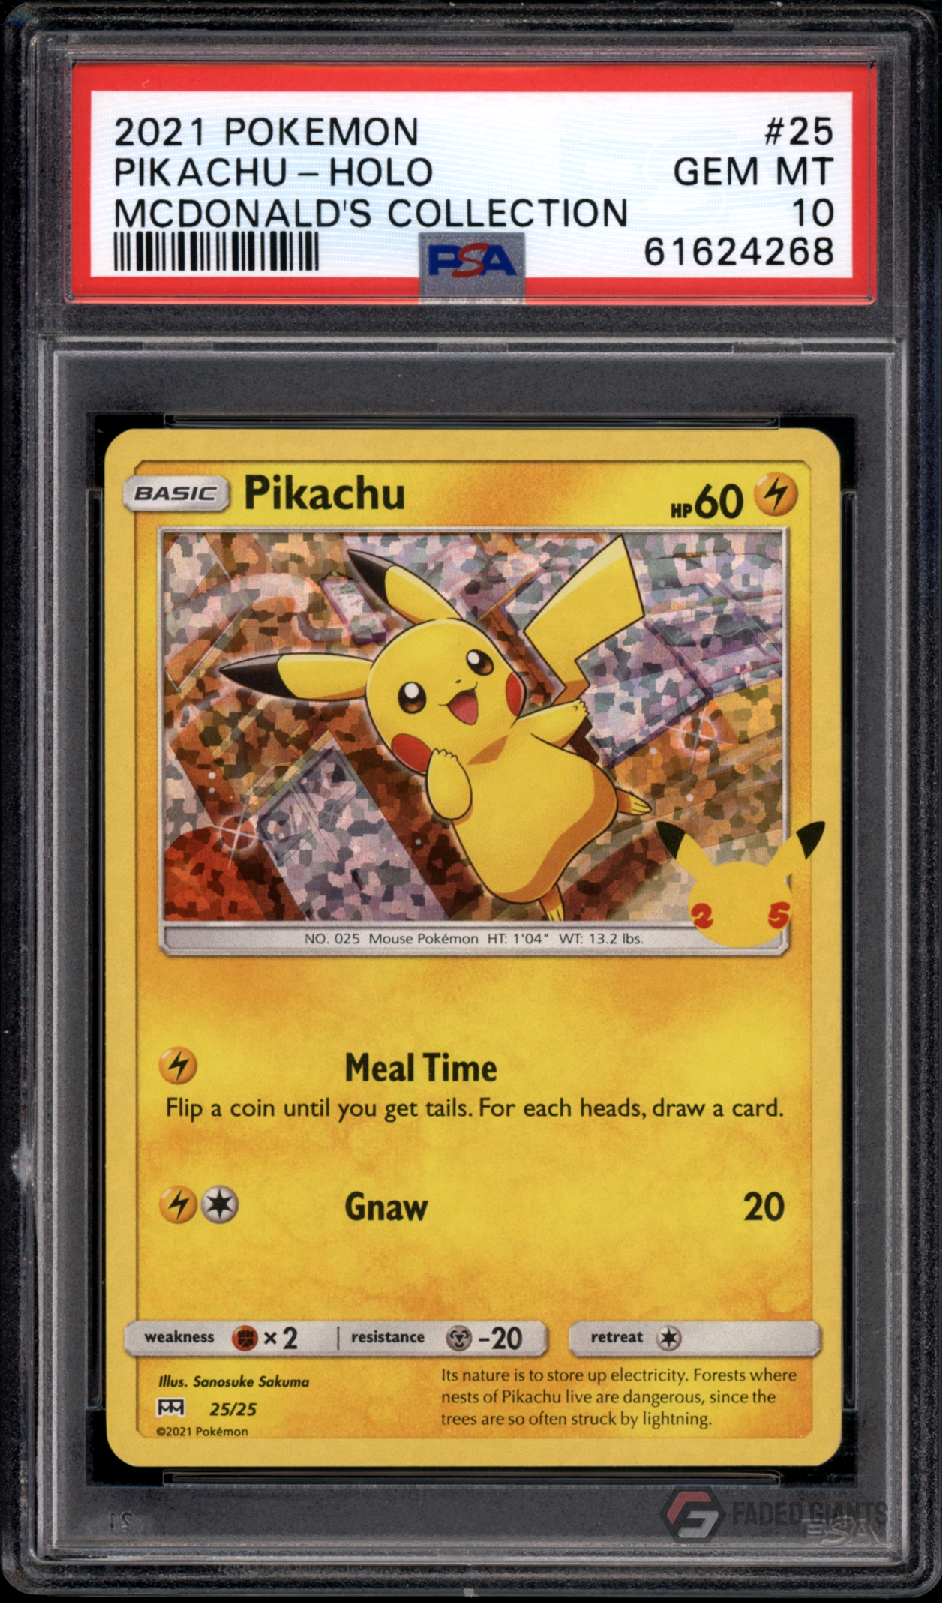 2021 POKEMON #25
PIKACHU - HOLO GEM MT
MCDONALD'S COLLECTION 10
PSA 61624268
BASIC Pikachu HP60
NO. 025 Mouse Pokémon HT: 1'04" WT: 13.2 lbs.
2 5
Meal Time
Flip a coin until you get tails. For each heads, draw a card.
Gnaw 20
weakness ×2 resistance -20 retreat
Illus. Sanosuke Sakuma
25/25
©2021 Pokémon
Its nature is to store up electricity. Forests where
nests of Pikachu live are dangerous, since the
trees are so often struck by lightning.
FADED GIANTS
PSA